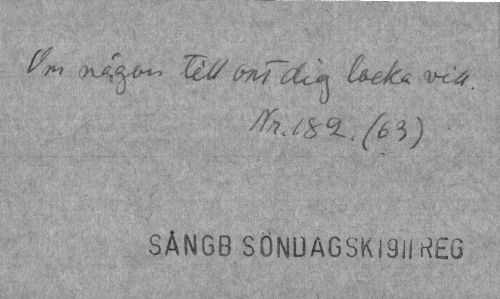 Om någon till ont dig locka vill.
Nr. 182. (63)
SÅNGB SÖNDAGSK 1911 REG